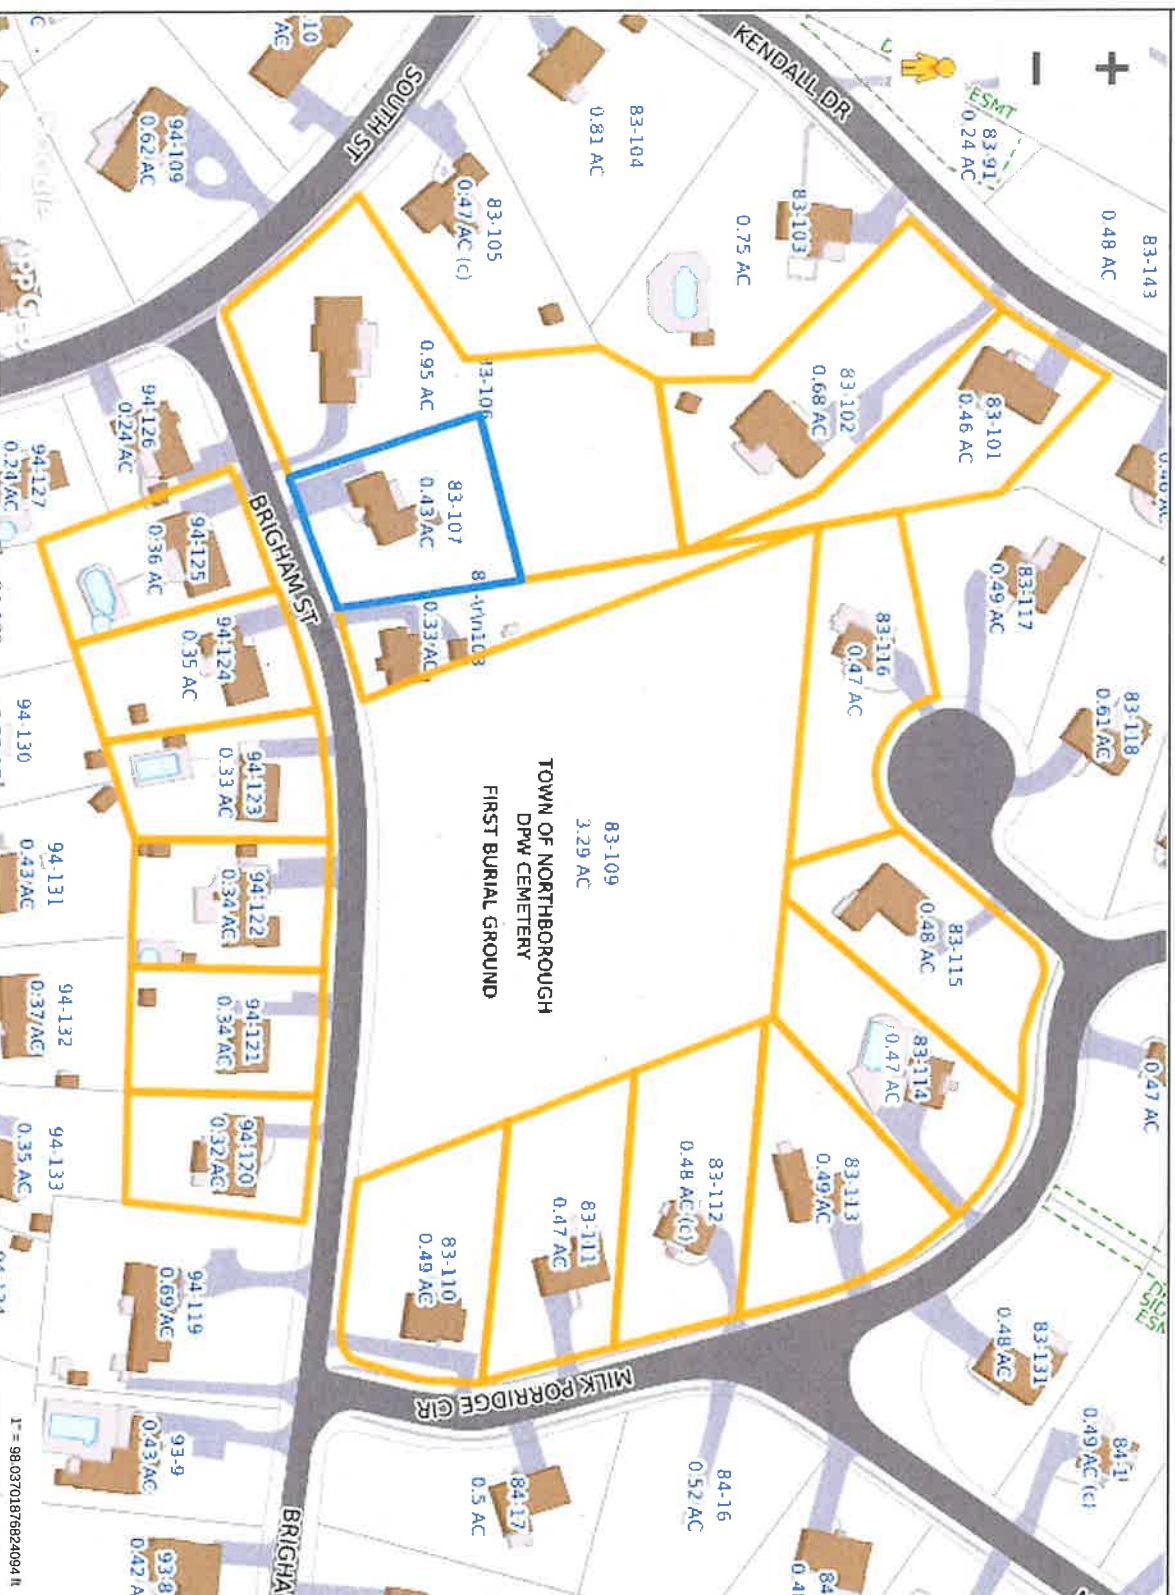 KENDALL DR
ESMT
83-91
0.24 AC
83-143
0.48 AC
83-104
0.81 AC
83-103
0.75 AC
SOUTH ST
10
AC
94-109
0.62 AC
83-105
0.47 AC (c)
83-102
0.68 AC
83-101
0.46 AC
0.95 AC
83-107
0.43 AC
0.33 AC
94-126
0.24 AC
94-127
0.24 AC
BRIGHAM ST
94-125
0.36 AC
94-124
0.35 AC
94-123
0.33 AC
94-122
0.34 AC
94-121
0.34 AC
94-120
0.32 AC
94-130
94-131
0.43 AC
94-132
0.37 AC
94-133
0.35 AC
83-117
0.49 AC
83-116
0.47 AC
83-118
0.61 AC
83-109
3.29 AC
TOWN OF NORTHBOROUGH
DPW CEMETERY
FIRST BURIAL GROUND
83-115
0.48 AC
83-114
0.47 AC
0.47 AC
83-113
0.49 AC
83-112
0.48 AC (c)
83-111
0.47 AC
83-110
0.49 AC
83-131
0.48 AC
84-1
0.49 AC (c)
MILK PORRIDGE CIR
84-16
0.52 AC
84-17
0.5 AC
94-119
0.69 AC
93-9
0.43 AC
93-8
0.42 A
BRIGHA
1" = 98.03701876824094 ft